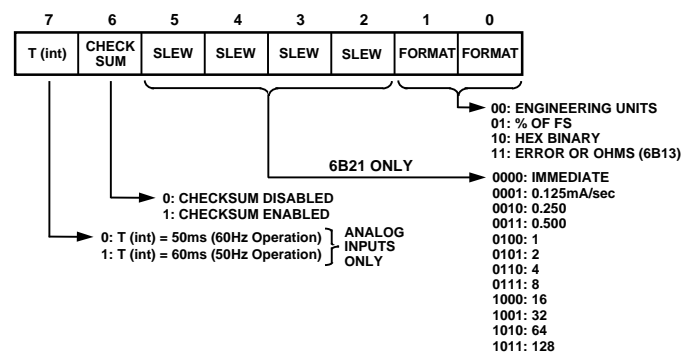 7 6 5 4 3 2 1 0
T (int) CHECK SUM SLEW SLEW SLEW SLEW FORMAT FORMAT
00: ENGINEERING UNITS
01: % OF FS
10: HEX BINARY
11: ERROR OR OHMS (6B13)
6B21 ONLY
0000: IMMEDIATE
0001: 0.125mA/sec
0010: 0.250
0011: 0.500
0100: 1
0101: 2
0110: 4
0111: 8
1000: 16
1001: 32
1010: 64
1011: 128
0: CHECKSUM DISABLED
1: CHECKSUM ENABLED
0: T (int) = 50ms (60Hz Operation)
1: T (int) = 60ms (50Hz Operation)
ANALOG
INPUTS
ONLY